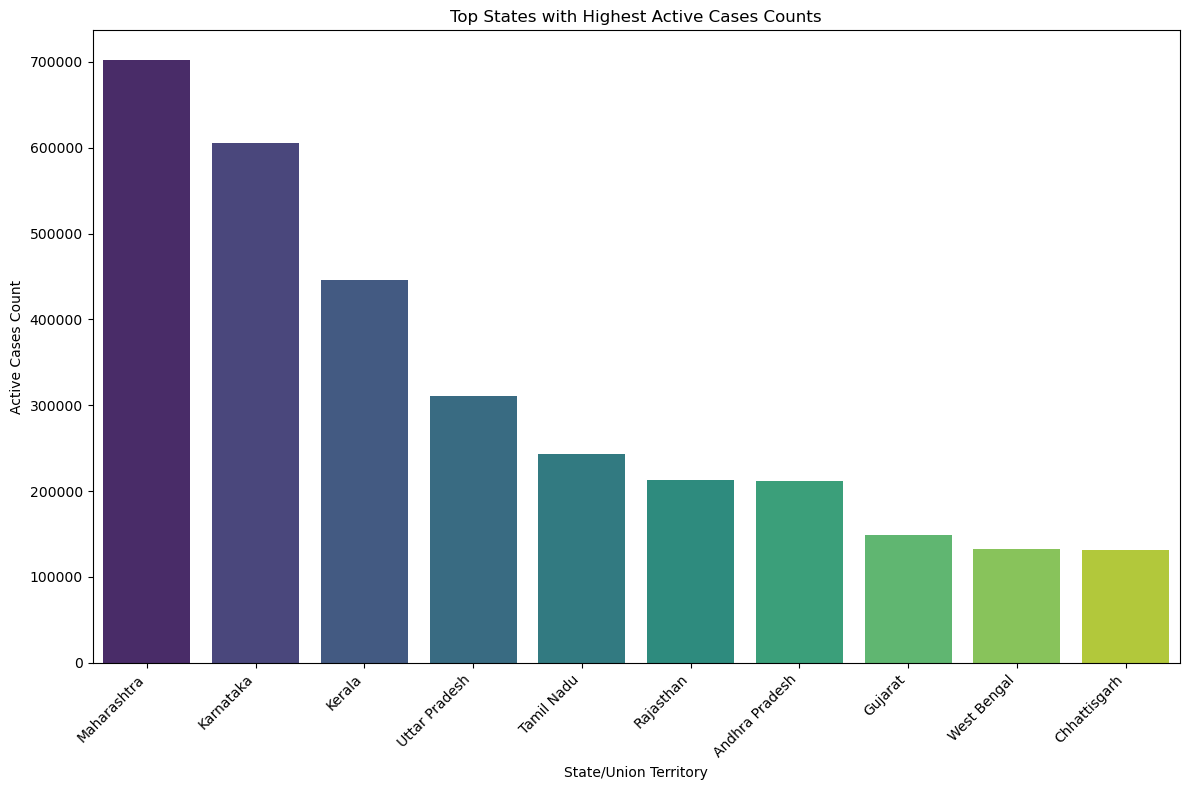 Top States with Highest Active Cases Counts
Active Cases Count
700000
600000
500000
400000
300000
200000
100000
0
Maharashtra
Karnataka
Kerala
Uttar Pradesh
Tamil Nadu
Rajasthan
Andhra Pradesh
Gujarat
West Bengal
Chhattisgarh
State/Union Territory